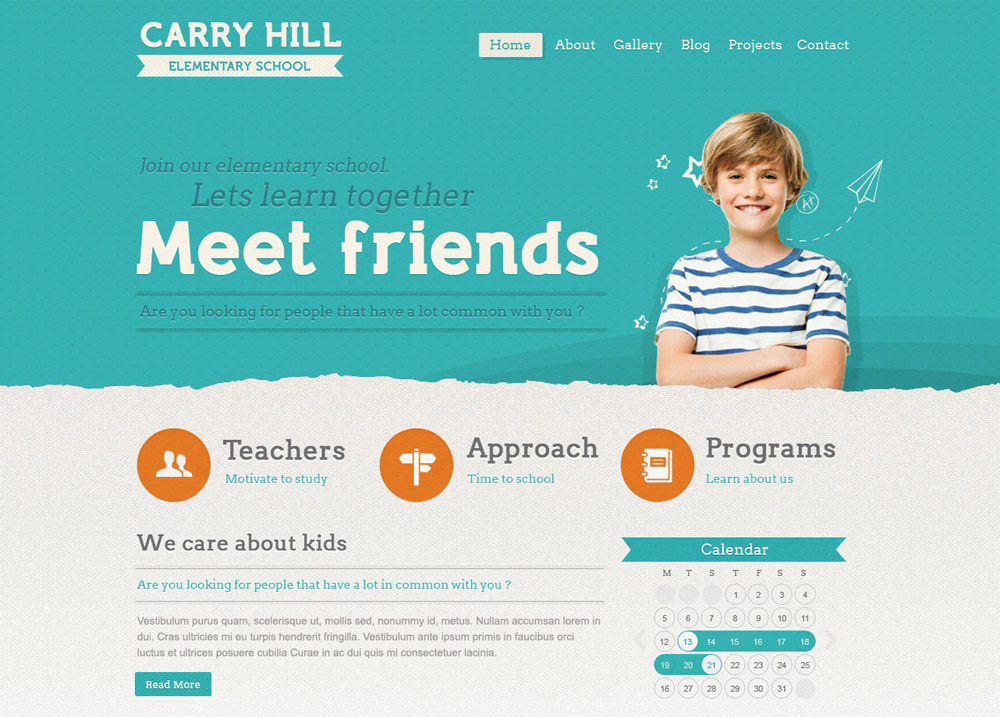 CARRY HILL
ELEMENTARY SCHOOL
Home About Gallery Blog Projects Contact
Join our elementary school.
Lets learn together
Meet friends
Are you looking for people that have a lot common with you ?
A+
Teachers
Motivate to study
Approach
Time to school
Programs
Learn about us
We care about kids
Are you looking for people that have a lot in common with you ?
Vestibulum purus quam, scelerisque ut, mollis sed, nonummy id, metus. Nullam accumsan lorem in
dui. Cras ultricies mi eu turpis hendrerit fringilla. Vestibulum ante ipsum primis in faucibus orci
luctus et ultrices posuere cubilia Curae in ac dui quis mi consectetuer lacinia.
Read More
Calendar
M T S T F S S
1 2 3 4
5 6 7 8 9 10 11
12 13 14 15 16 17 18
19 20 21 22 23 24 25
16 27 28 29 30 31